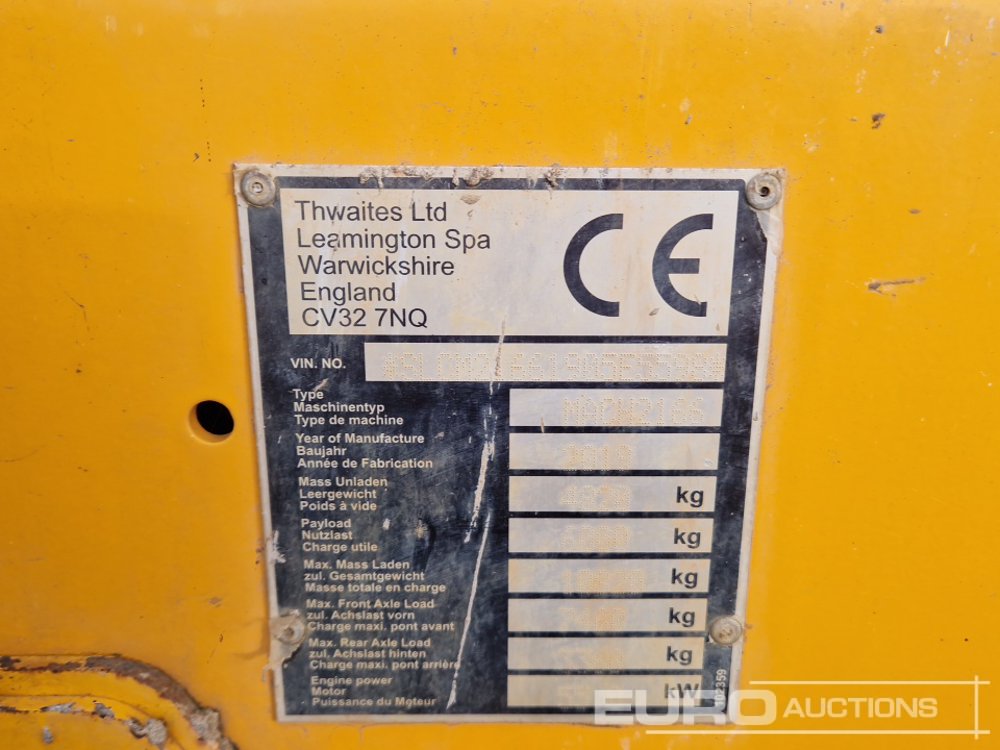 Thwaites Ltd
Leamington Spa
Warwickshire
England
CV32 7NQ
CE
VIN. NO.
Type
Maschinentyp
Type de machine
MACH2166
Year of Manufacture
Baujahr
Année de Fabrication
2019
Mass Unladen
Leergewicht
Poids à vide
kg
Payload
Nutzlast
Charge utile
kg
Max. Mass Laden
zul. Gesamtgewicht
Masse totale en charge
kg
Max. Front Axle Load
zul. Achslast vorn
Charge maxi. pont avant
kg
Max. Rear Axle Load
zul. Achslast hinten
Charge maxi. pont arrière
kg
Engine power
Motor
Puissance du Moteur
kW
102359
EURO AUCTIONS